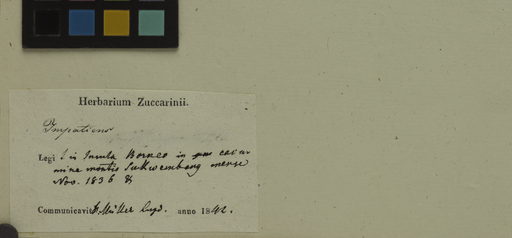 Herbarium Zuccarinii.
Impatiens
Legi in Insula Borneo in cacu-
mine montis Sakwembang mense
Nov. 1836
Communicavit Müller Lugd. anno 1842.